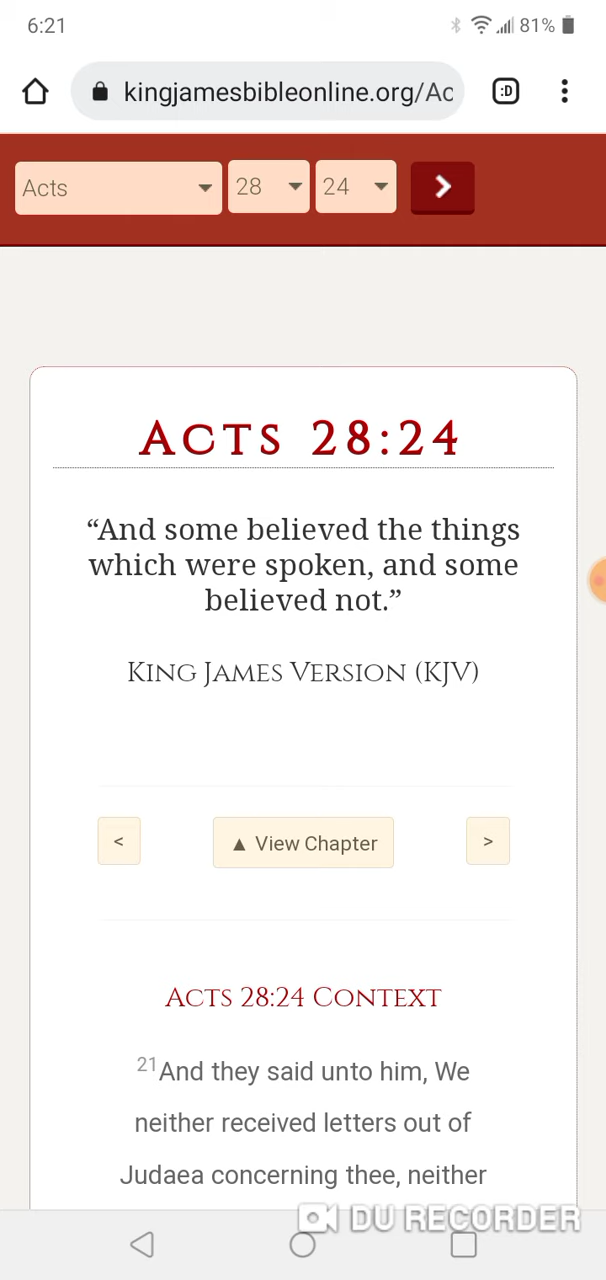 6:21 81%
kingjamesbibleonline.org/Ac :D
Acts 28 24
Acts 28:24
“And some believed the things
which were spoken, and some
believed not.”
King James Version (KJV)
< ▲ View Chapter >
Acts 28:24 Context
21And they said unto him, We
neither received letters out of
Judaea concerning thee, neither
DU RECORDER